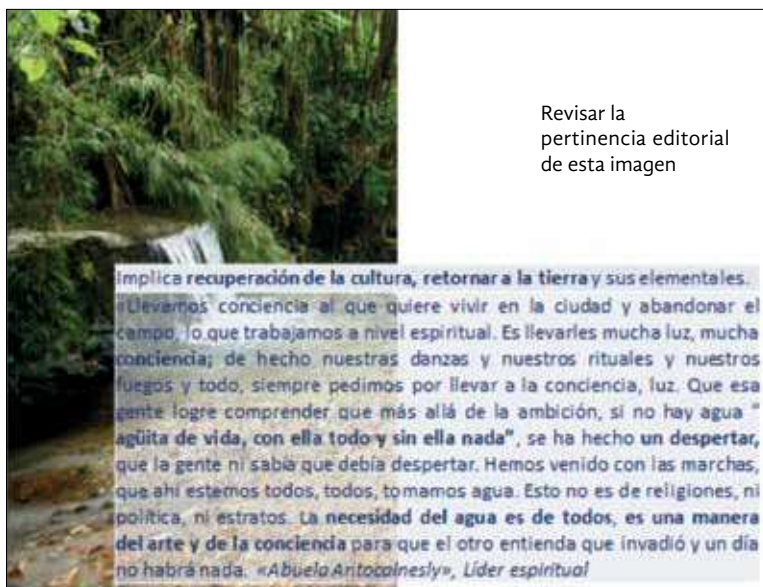 Revisar la
pertinencia editorial
de esta imagen
Implica recuperación de la cultura, retornar a la tierra y sus elementales.
«Llevamos conciencia al que quiere vivir en la ciudad y abandonar el
campo, lo que trabajamos a nivel espiritual. Es llevarles mucha luz, mucha
conciencia; de hecho nuestras danzas y nuestros rituales y nuestros
fuegos y todo, siempre pedimos por llevar a la conciencia, luz. Que esa
gente logre comprender que más allá de la ambición, si no hay agua "
agüita de vida, con ella todo y sin ella nada", se ha hecho un despertar,
que la gente ni sabía que debía despertar. Hemos venido con las marchas,
que ahí estemos todos, todos, tomamos agua. Esto no es de religiones, ni
política, ni estratos. La necesidad del agua es de todos, es una manera
del arte y de la conciencia para que el otro entienda que invadió y un día
no habrá nada. «Abuela Antocolnesly», Líder espiritual